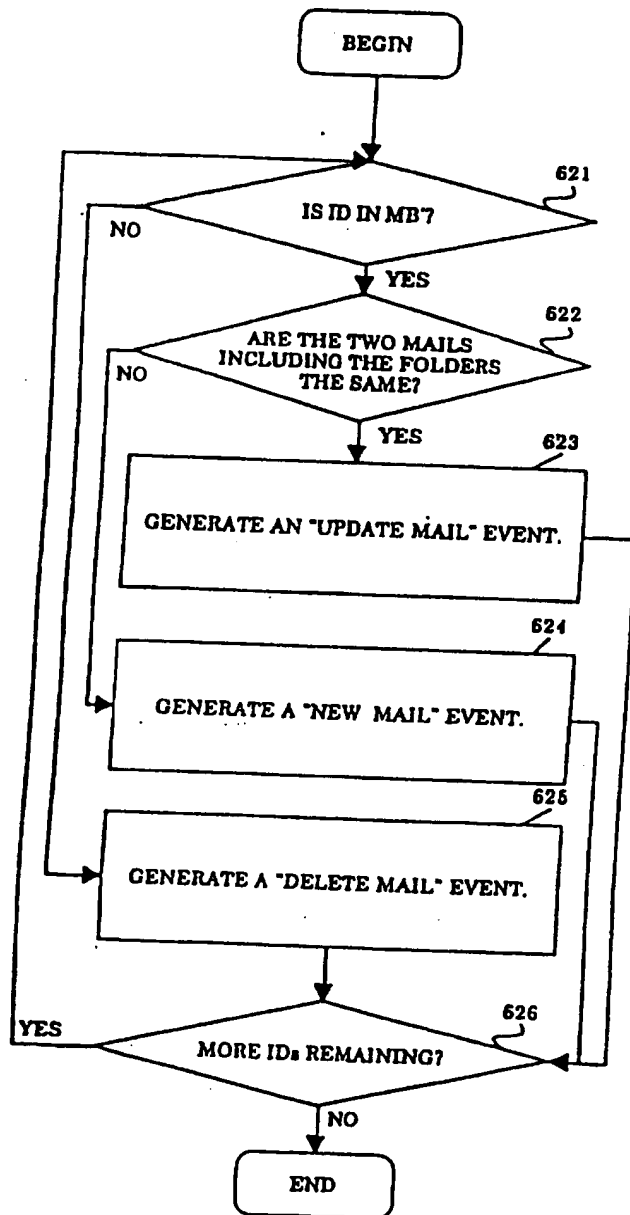 BEGIN
621
IS ID IN MB'?
NO
YES
622
ARE THE TWO MAILS
INCLUDING THE FOLDERS
THE SAME?
NO
YES
623
GENERATE AN "UPDATE MAIL" EVENT.
624
GENERATE A "NEW MAIL" EVENT.
625
GENERATE A "DELETE MAIL" EVENT.
YES
626
MORE IDs REMAINING?
NO
END